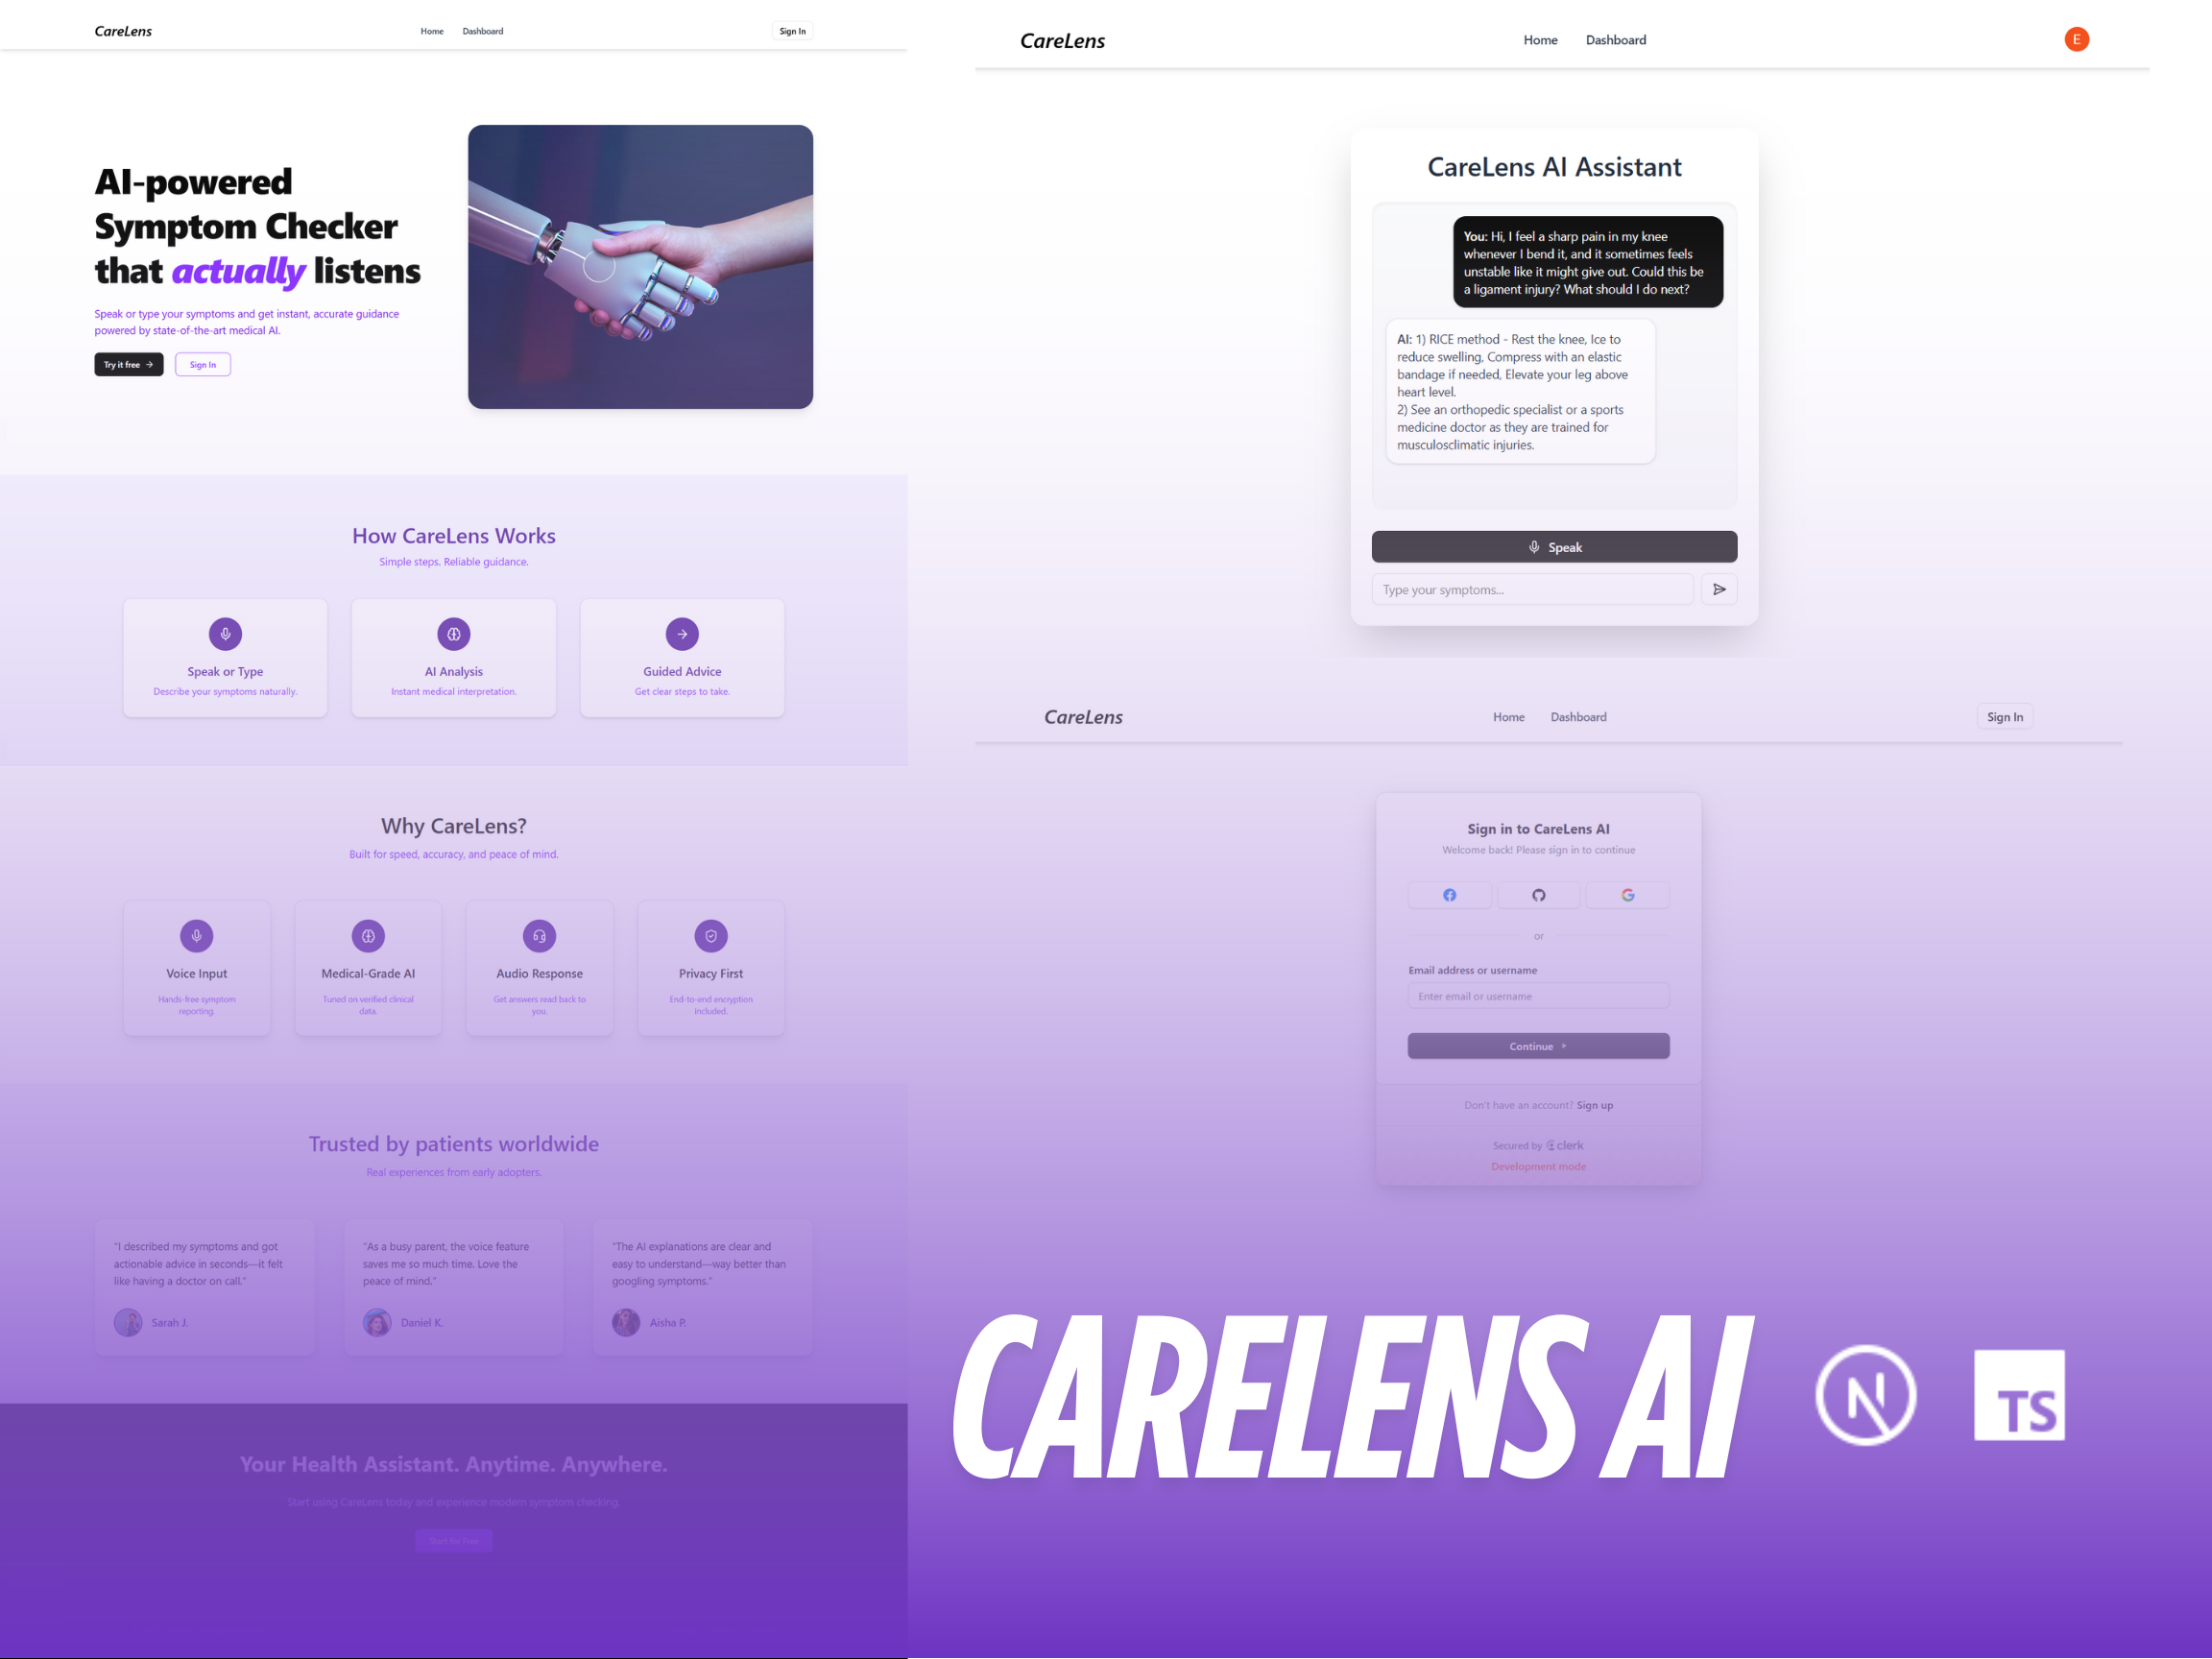 CareLens
Home Dashboard
Sign In
AI-powered
Symptom Checker
that actually listens
Speak or type your symptoms and get instant, accurate guidance
powered by state-of-the-art medical AI.
Try it free →
Sign In
How CareLens Works
Simple steps. Reliable guidance.
Speak or Type
Describe your symptoms naturally.
AI Analysis
Instant medical interpretation.
Guided Advice
Get clear steps to take.
Why CareLens?
Built for speed, accuracy, and peace of mind.
Voice Input
Hands-free symptom
reporting.
Medical-Grade AI
Tuned on verified clinical
data.
Audio Response
Get answers read back to
you.
Privacy First
End-to-end encryption
included.
Trusted by patients worldwide
Real experiences from early adopters.
"I described my symptoms and got
actionable advice in seconds—it felt
like having a doctor on call."
Sarah J.
"As a busy parent, the voice feature
saves me so much time. Love the
peace of mind."
Daniel K.
"The AI explanations are clear and
easy to understand—way better than
googling symptoms."
Aisha P.
Your Health Assistant. Anytime. Anywhere.
Start using CareLens today and experience modern symptom checking.
Start for Free
CareLens
Home Dashboard
E
CareLens AI Assistant
You: Hi, I feel a sharp pain in my knee
whenever I bend it, and it sometimes feels
unstable like it might give out. Could this be
a ligament injury? What should I do next?
AI: 1) RICE method - Rest the knee, Ice to
reduce swelling, Compress with an elastic
bandage if needed, Elevate your leg above
heart level.
2) See an orthopedic specialist or a sports
medicine doctor as they are trained for
musculosclimatic injuries.
Speak
Type your symptoms...
CareLens
Home Dashboard
Sign In
Sign in to CareLens AI
Welcome back! Please sign in to continue
or
Email address or username
Enter email or username
Continue
Don't have an account? Sign up
Secured by clerk
Development mode
CARELENS AI
N
TS